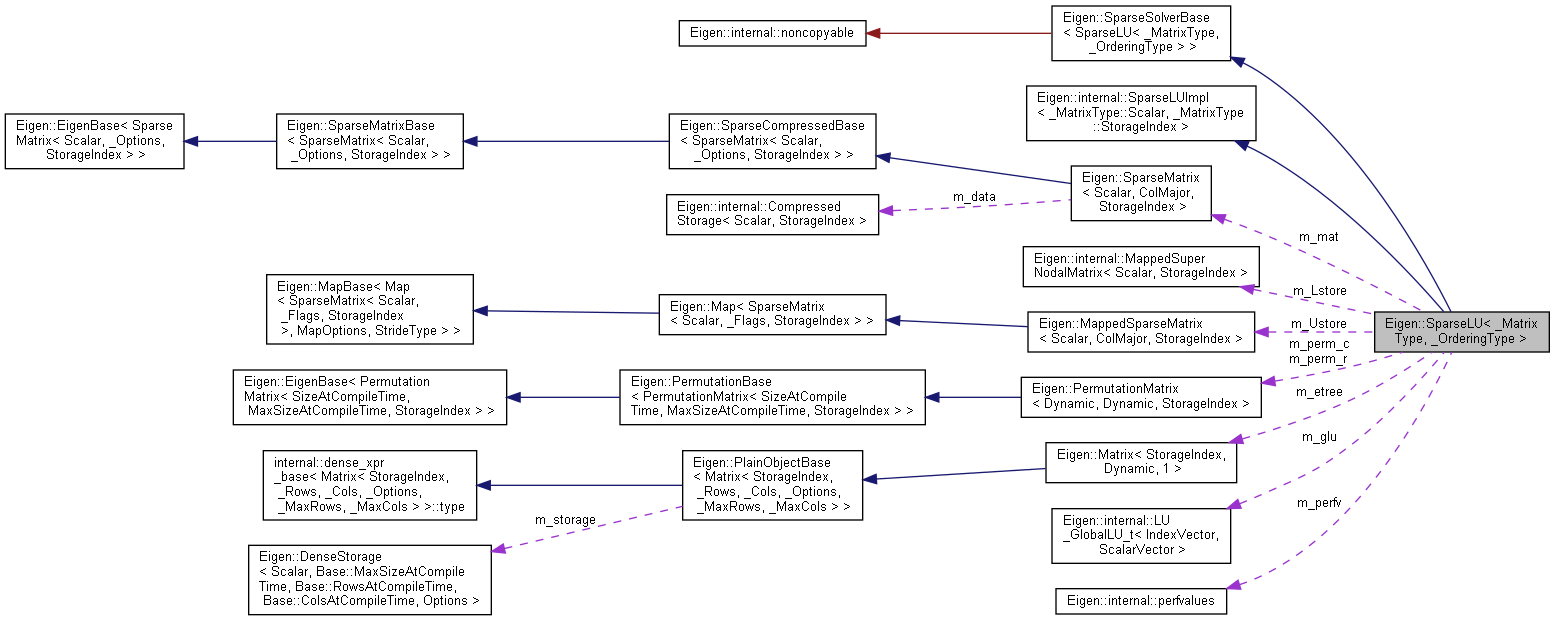 Eigen::SparseSolverBase
< SparseLU< _MatrixType,
_OrderingType > >
Eigen::internal::noncopyable
Eigen::internal::SparseLUImpl
< _MatrixType::Scalar, _MatrixType
::StorageIndex >
Eigen::EigenBase< Sparse
Matrix< Scalar, _Options,
StorageIndex > >
Eigen::SparseMatrixBase
< SparseMatrix< Scalar,
_Options, StorageIndex > >
Eigen::SparseCompressedBase
< SparseMatrix< Scalar,
_Options, StorageIndex > >
Eigen::SparseMatrix
< Scalar, ColMajor,
StorageIndex >
m_data
Eigen::internal::Compressed
Storage< Scalar, StorageIndex >
m_mat
Eigen::internal::MappedSuper
NodalMatrix< Scalar, StorageIndex >
m_Lstore
Eigen::MapBase< Map
< SparseMatrix< Scalar,
_Flags, StorageIndex
>, MapOptions, StrideType > >
Eigen::Map< SparseMatrix
< Scalar, _Flags, StorageIndex > >
Eigen::MappedSparseMatrix
< Scalar, ColMajor, StorageIndex >
m_Ustore
Eigen::SparseLU< _Matrix
Type, _OrderingType >
m_perm_c
m_perm_r
Eigen::EigenBase< Permutation
Matrix< SizeAtCompileTime,
MaxSizeAtCompileTime, StorageIndex > >
Eigen::PermutationBase
< PermutationMatrix< SizeAtCompile
Time, MaxSizeAtCompileTime, StorageIndex > >
Eigen::PermutationMatrix
< Dynamic, Dynamic, StorageIndex >
m_etree
internal::dense_xpr
_base< Matrix< StorageIndex,
_Rows, _Cols, _Options,
_MaxRows, _MaxCols > >::type
Eigen::PlainObjectBase
< Matrix< StorageIndex,
_Rows, _Cols, _Options,
_MaxRows, _MaxCols > >
Eigen::Matrix< StorageIndex,
Dynamic, 1 >
m_glu
m_storage
Eigen::internal::LU
_GlobalLU_t< IndexVector,
ScalarVector >
m_perfv
Eigen::DenseStorage
< Scalar, Base::MaxSizeAtCompile
Time, Base::RowsAtCompileTime,
Base::ColsAtCompileTime, Options >
Eigen::internal::perfvalues